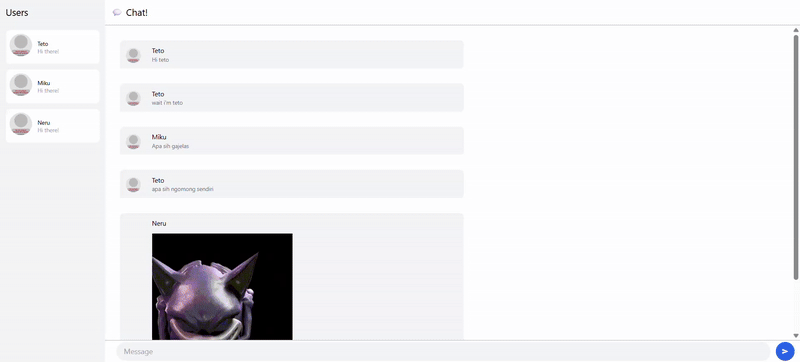 Users
Teto
Hi there!
Miku
Hi there!
Neru
Hi there!
Chat!
Teto
Hi teto
Teto
wait i'm teto
Miku
Apa sih gajelas
Teto
apa sih ngomong sendiri
Neru
Message